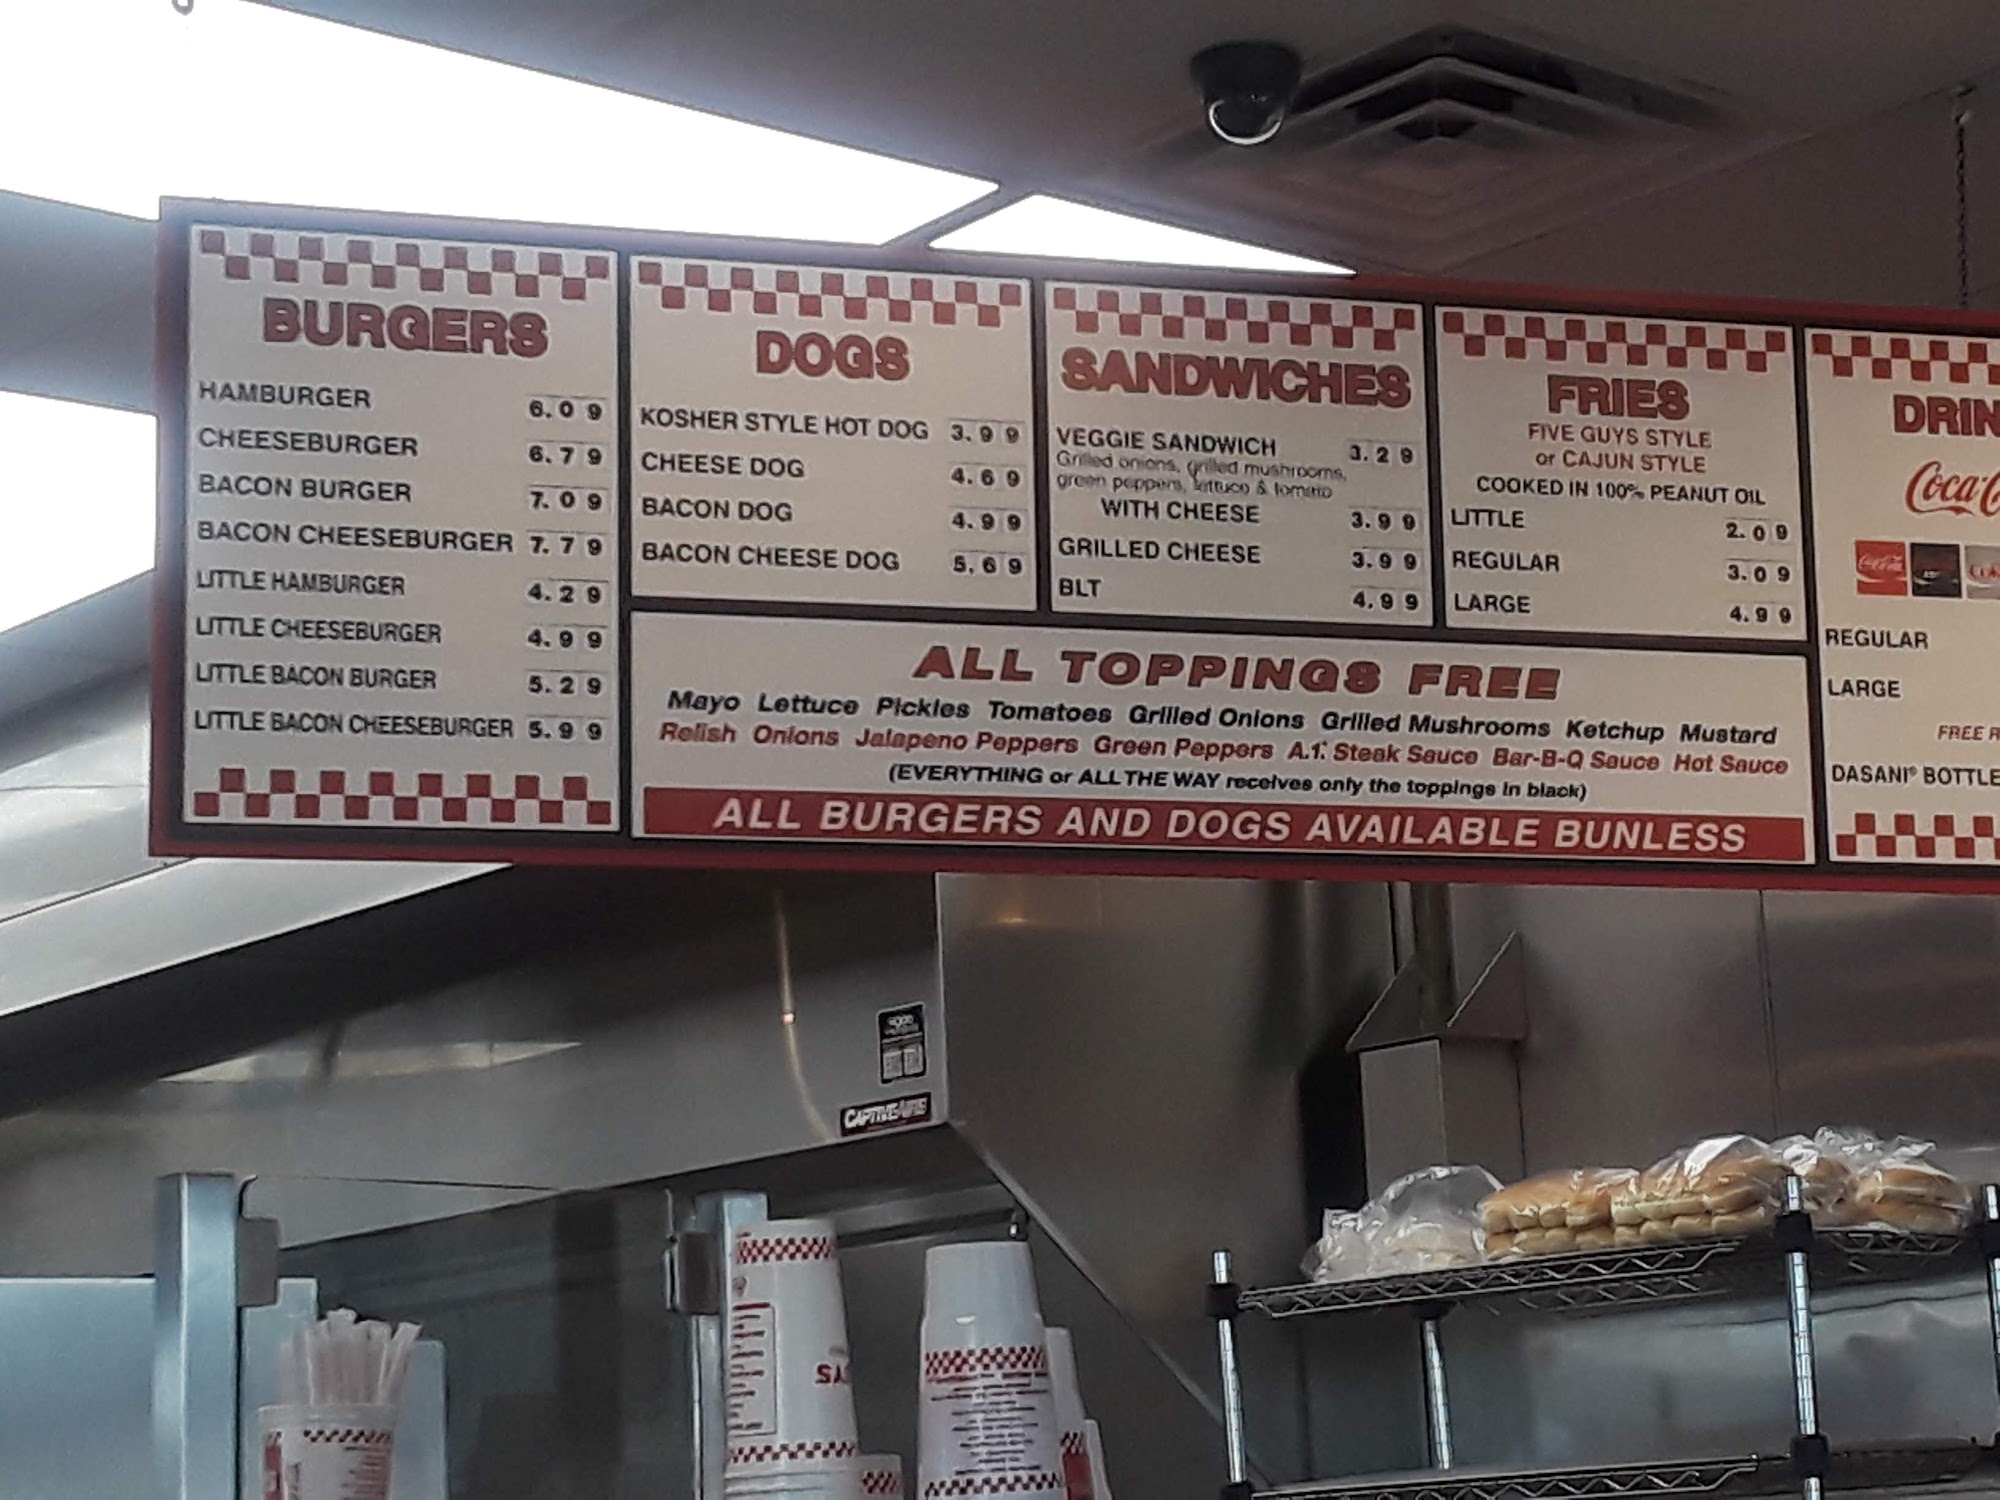 BURGERS
HAMBURGER 6.09
CHEESEBURGER 6.79
BACON BURGER 7.09
BACON CHEESEBURGER 7.79
LITTLE HAMBURGER 4.29
LITTLE CHEESEBURGER 4.99
LITTLE BACON BURGER 5.29
LITTLE BACON CHEESEBURGER 5.99
DOGS
KOSHER STYLE HOT DOG 3.99
CHEESE DOG 4.69
BACON DOG 4.99
BACON CHEESE DOG 5.69
SANDWICHES
VEGGIE SANDWICH 3.29
Grilled onions, grilled mushrooms,
green peppers, lettuce & tomato
WITH CHEESE 3.99
GRILLED CHEESE 3.99
BLT 4.99
FRIES
FIVE GUYS STYLE
or CAJUN STYLE
COOKED IN 100% PEANUT OIL
LITTLE 2.09
REGULAR 3.09
LARGE 4.99
DRIN
Coca-C
REGULAR
LARGE
FREE R
DASANI® BOTTLE
ALL TOPPINGS FREE
Mayo Lettuce Pickles Tomatoes Grilled Onions Grilled Mushrooms Ketchup Mustard
Relish Onions Jalapeno Peppers Green Peppers A.1. Steak Sauce Bar-B-Q Sauce Hot Sauce
(EVERYTHING or ALL THE WAY receives only the toppings in black)
ALL BURGERS AND DOGS AVAILABLE BUNLESS
CAPTIVEAIRE